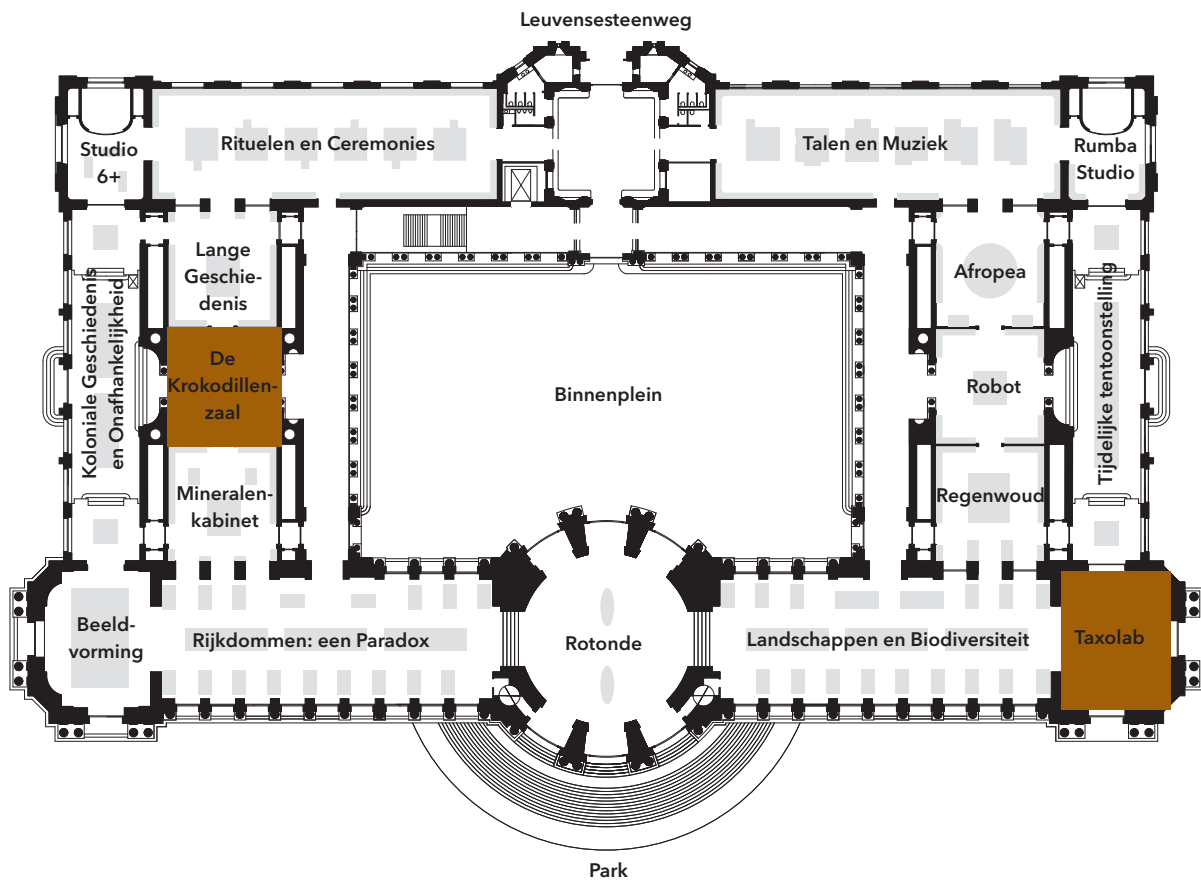 Leuvensesteenweg
Studio
6+
Rituelen en Ceremonies
Talen en Muziek
Rumba
Studio
Lange
Geschie-
denis
Afropea
Koloniale Geschiedenis
en Onafhankelijkheid
De
Krokodillen-
zaal
Binnenplein
Robot
Tijdelijke tentoonstelling
Mineralen-
kabinet
Regenwoud
Beeld-
vorming
Rijkdommen: een Paradox
Rotonde
Landschappen en Biodiversiteit
Taxolab
Park